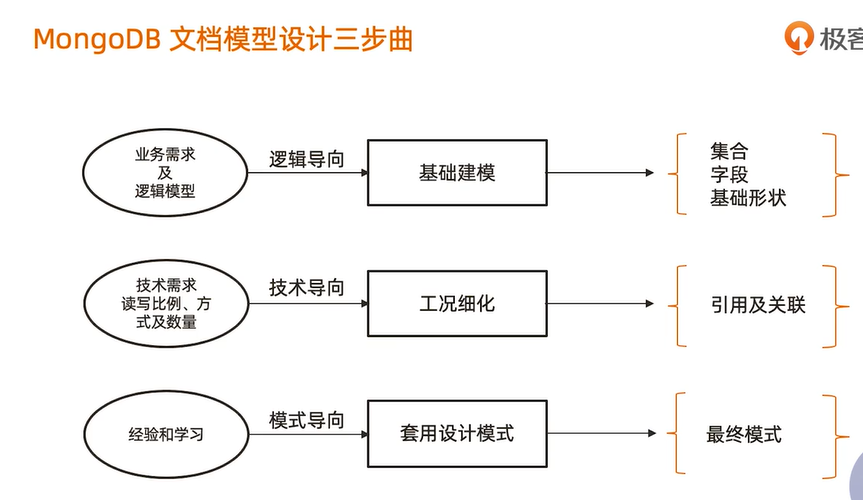 MongoDB 文档模型设计三步曲
极客
业务需求
及
逻辑模型
逻辑导向
基础建模
集合
字段
基础形状
技术需求
读写比例、方
式及数量
技术导向
工况细化
引用及关联
经验和学习
模式导向
套用设计模式
最终模式